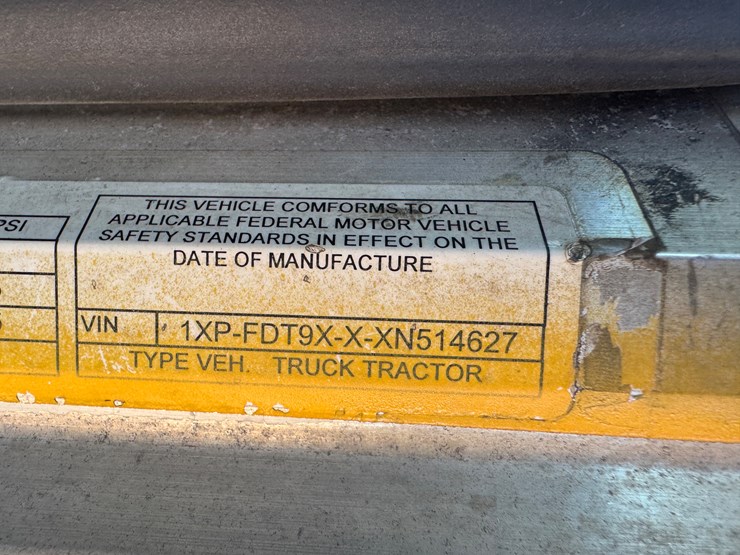 PSI
THIS VEHICLE COMFORMS TO ALL
APPLICABLE FEDERAL MOTOR VEHICLE
SAFETY STANDARDS IN EFFECT ON THE
DATE OF MANUFACTURE
VIN 1XP-FDT9X-X-XN514627
TYPE VEH. TRUCK TRACTOR